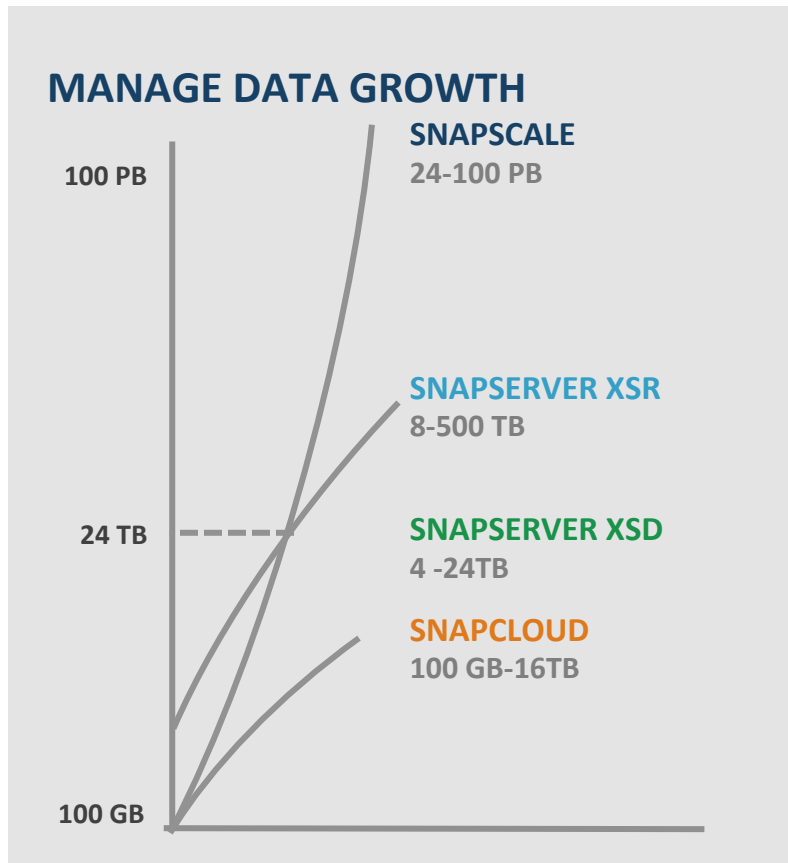 MANAGE DATA GROWTH
SNAPSCALE
100 PB
24-100 PB
SNAPSERVER XSR
8-500 TB
24 TB
SNAPSERVER XSD
4 -24TB
SNAPCLOUD
100 GB-16TB
100 GB